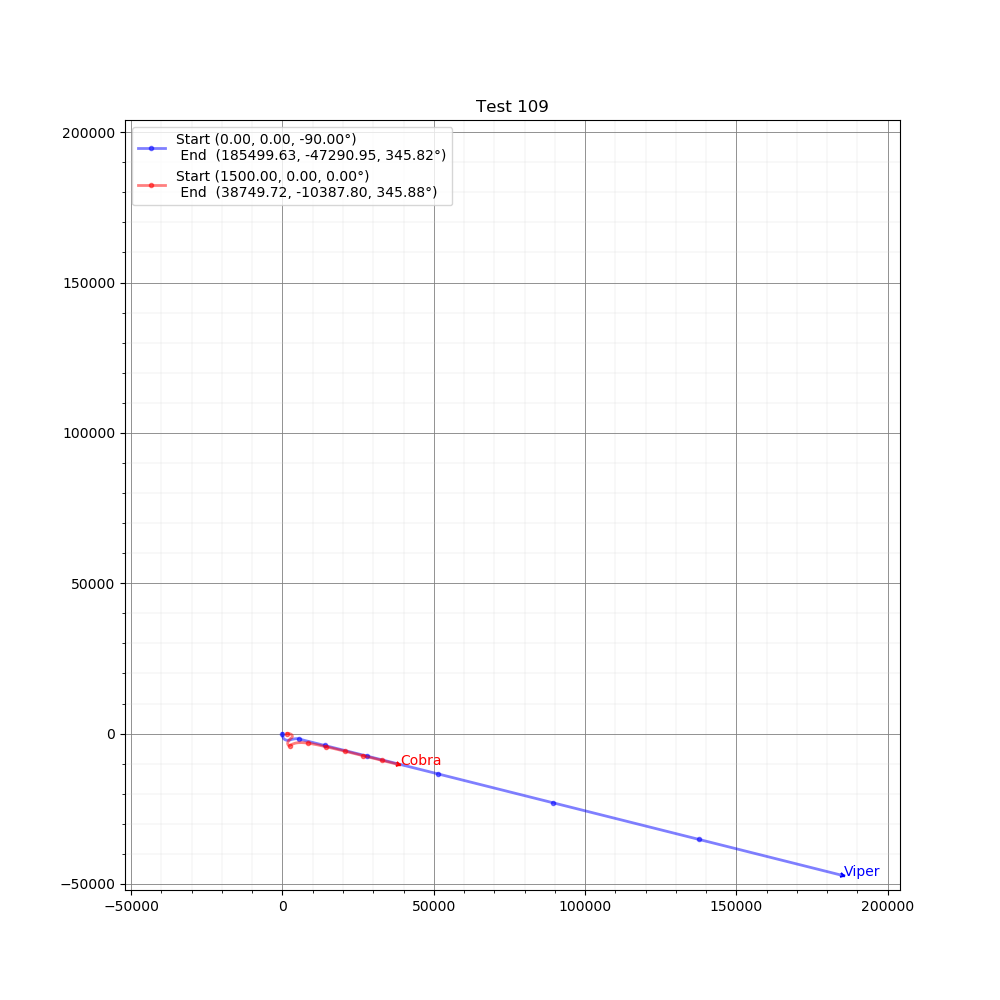 Test 109
200000
150000
100000
50000
0
−50000
Start (0.00, 0.00, -90.00°)
End (185499.63, -47290.95, 345.82°)
Start (1500.00, 0.00, 0.00°)
End (38749.72, -10387.80, 345.88°)
Cobra
Viper
−50000
0
50000
100000
150000
200000